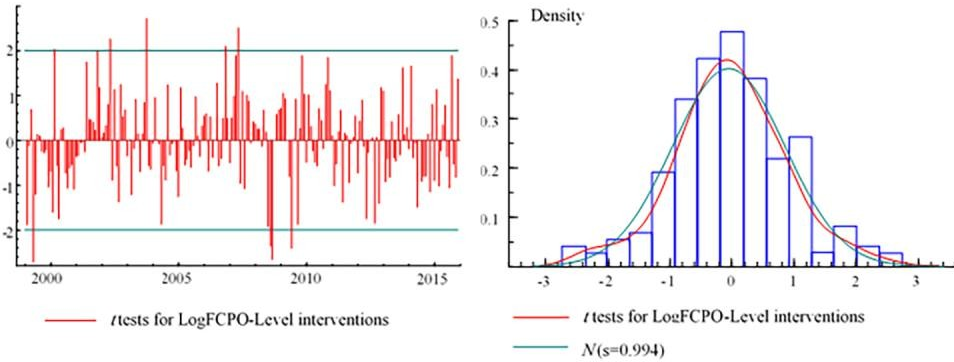 2
1
0
-1
-2
2000 2005 2010 2015
t tests for LogFCPO-Level interventions
Density
0.5
0.4
0.3
0.2
0.1
-3 -2 -1 0 1 2 3
t tests for LogFCPO-Level interventions
N(s=0.994)